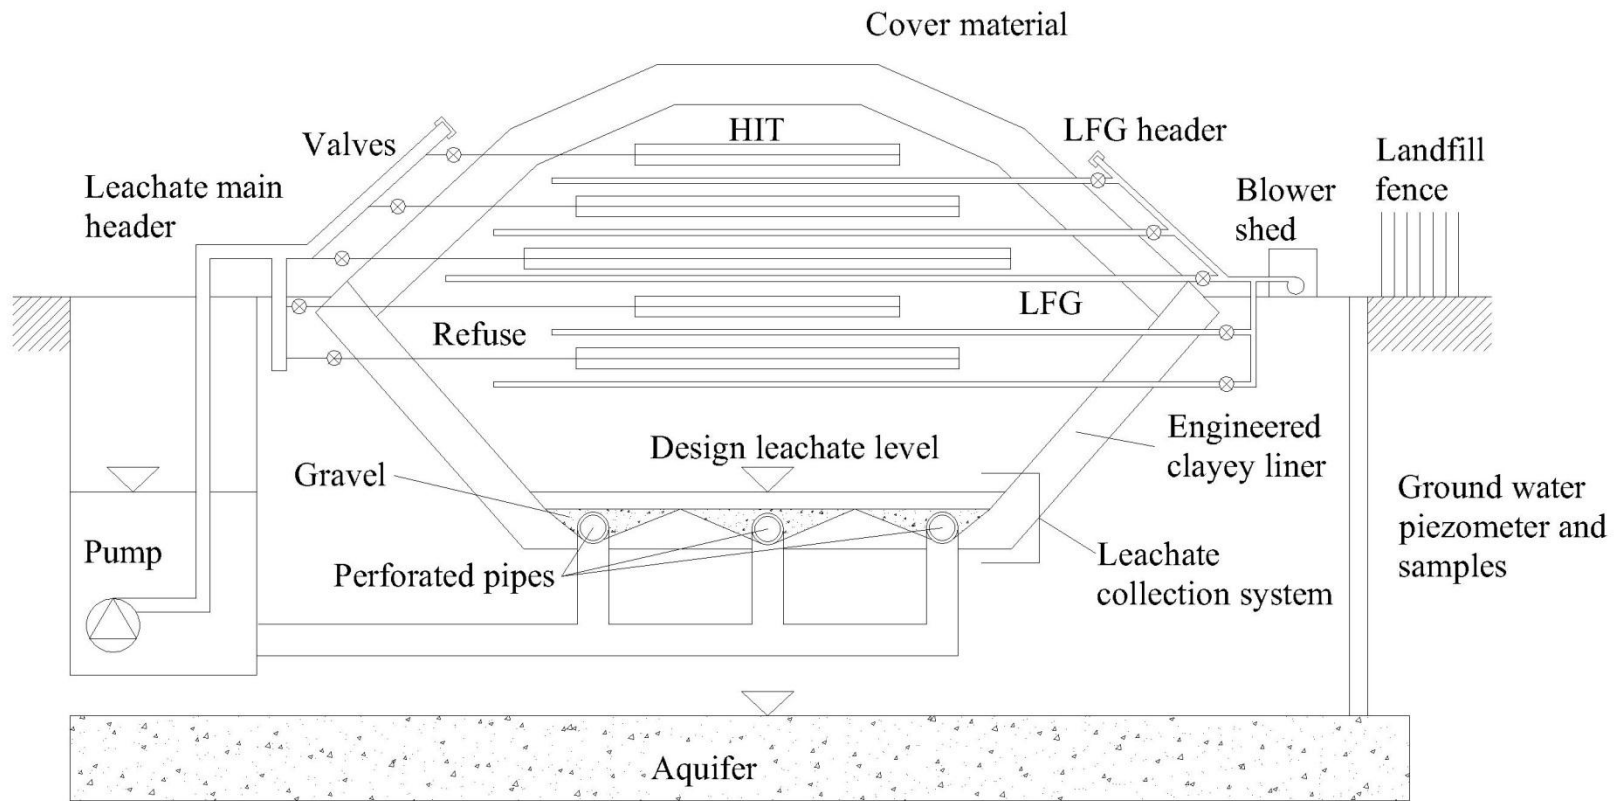 Cover material
HIT
LFG header
Valves
Landfill
fence
Leachate main
header
Blower
shed
LFG
Refuse
Engineered
clayey liner
Design leachate level
Gravel
Ground water
piezometer and
samples
Pump
Perforated pipes
Leachate
collection system
Aquifer